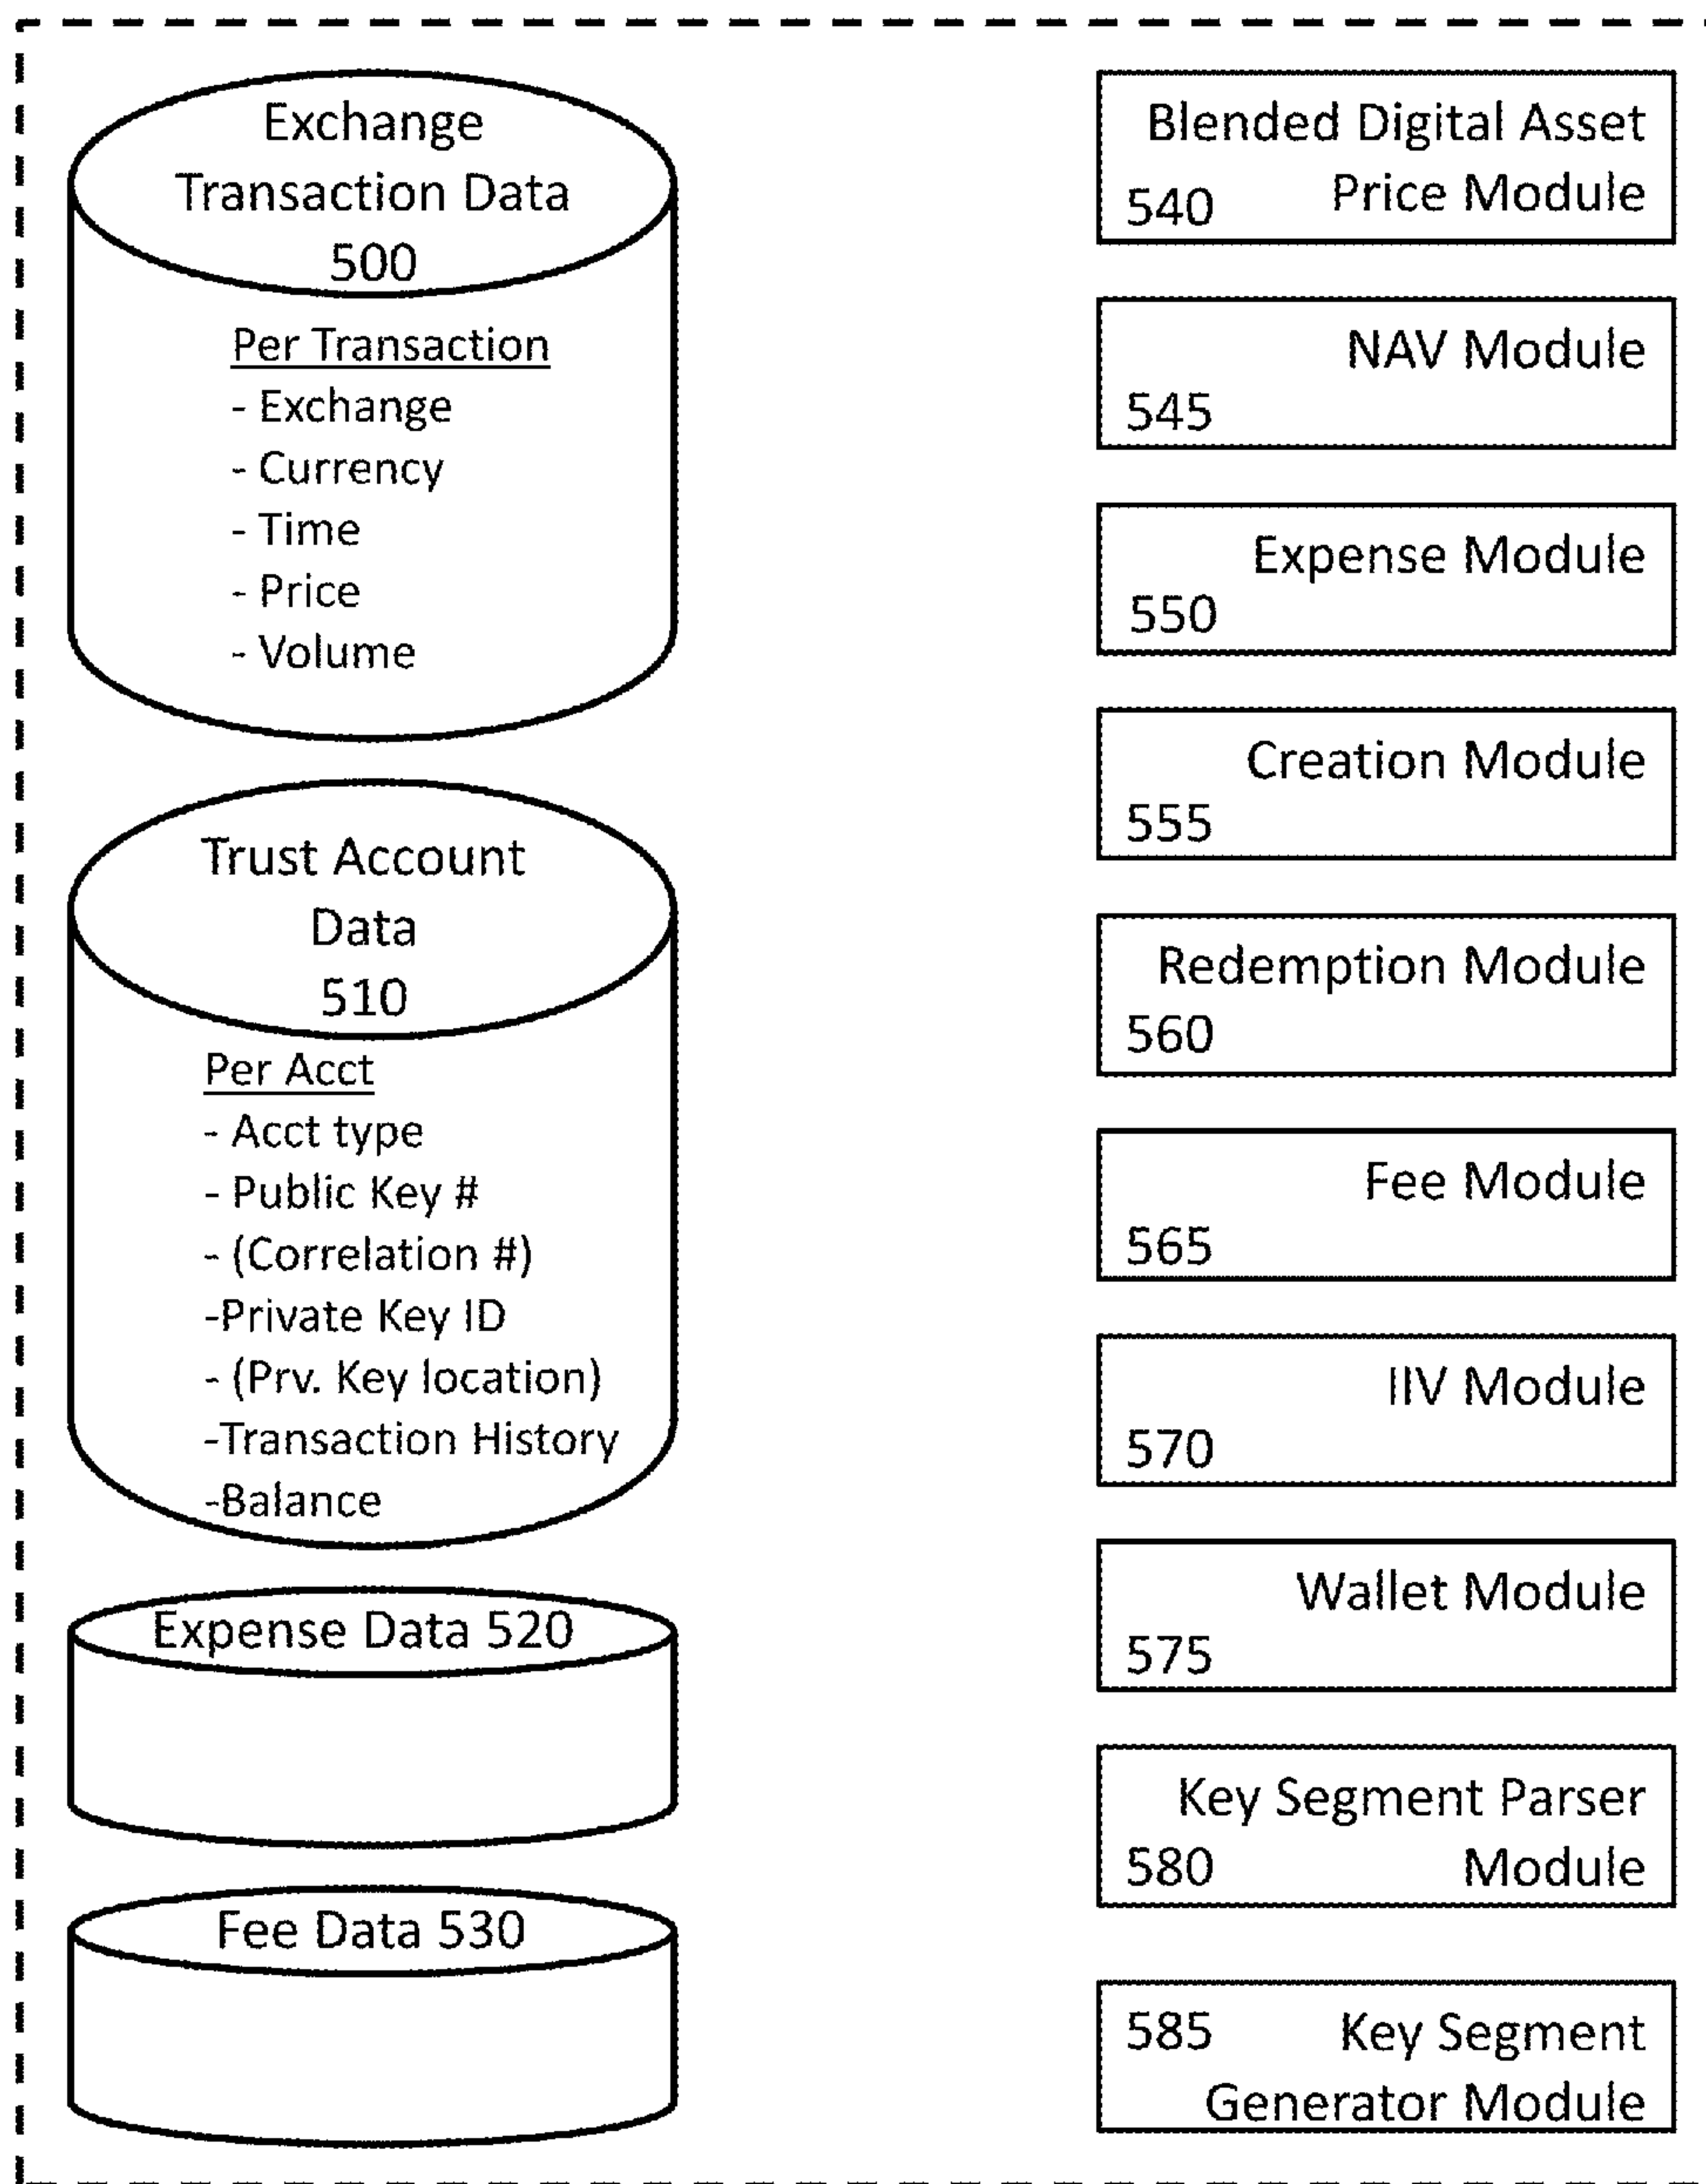 Exchange
Transaction Data
500
Per Transaction
- Exchange
- Currency
- Time
- Price
- Volume
Trust Account
Data
510
Per Acct
- Acct type
- Public Key #
- (Correlation #)
-Private Key ID
- (Prv. Key location)
-Transaction History
-Balance
Expense Data 520
Fee Data 530
Blended Digital Asset
540 Price Module
NAV Module
545
Expense Module
550
Creation Module
555
Redemption Module
560
Fee Module
565
IIV Module
570
Wallet Module
575
Key Segment Parser
580 Module
585 Key Segment
Generator Module